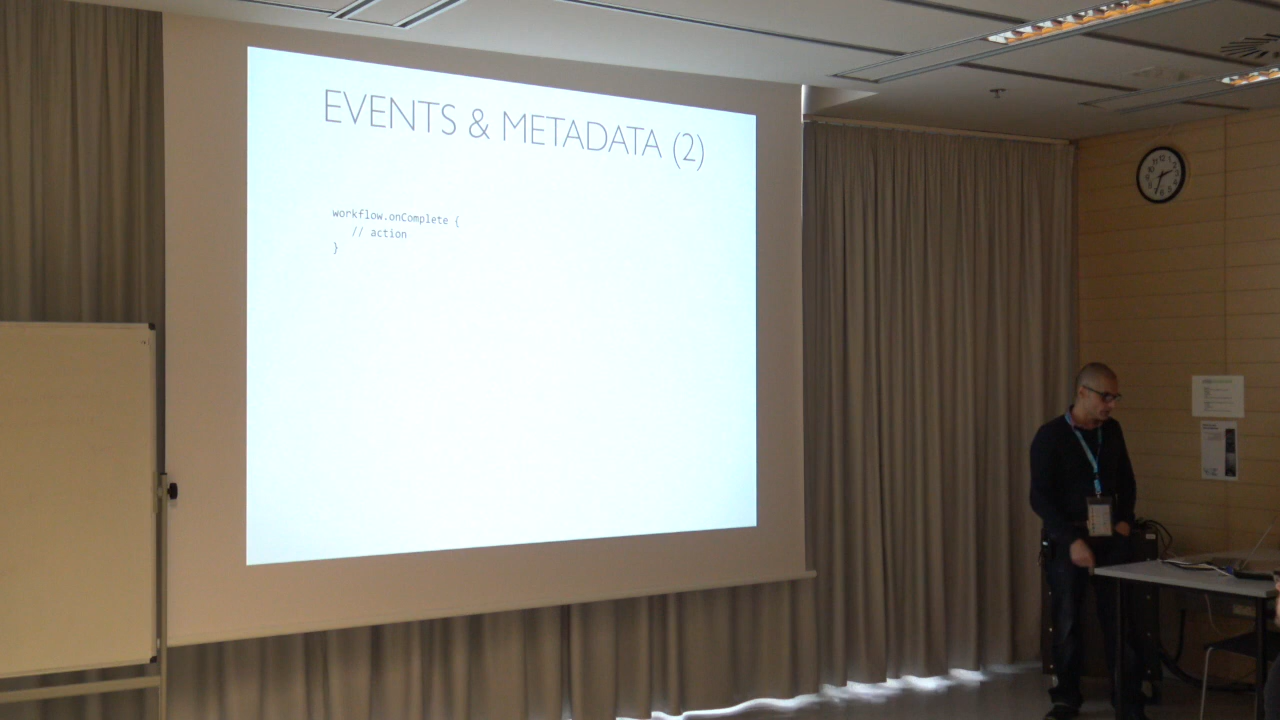 EVENTS & METADATA (2)
workflow.onComplete {
// action
}